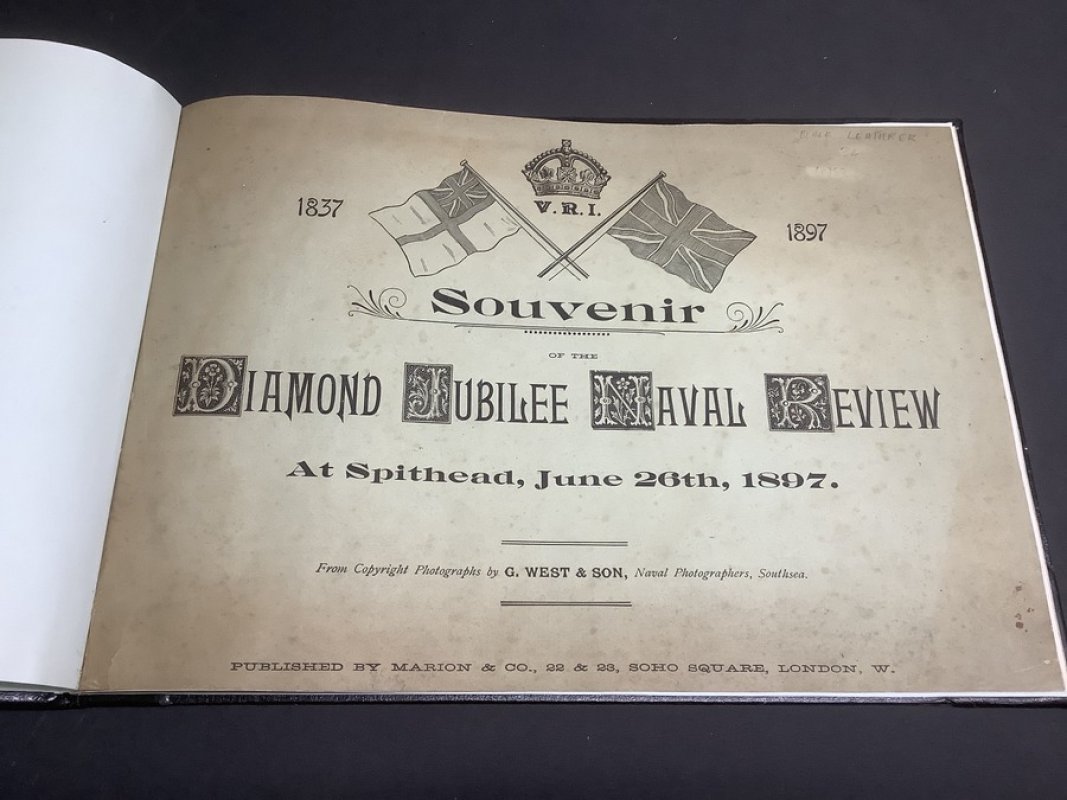 LEATHER
V.R.I.
1837
1897
Souvenir
OF THE
DIAMOND JUBILEE NAVAL REVIEW
At Spithead, June 26th, 1897.
From Copyright Photographs by G. WEST & SON, Naval Photographers, Southsea.
PUBLISHED BY MARION & CO., 22 & 23, SOHO SQUARE, LONDON, W.